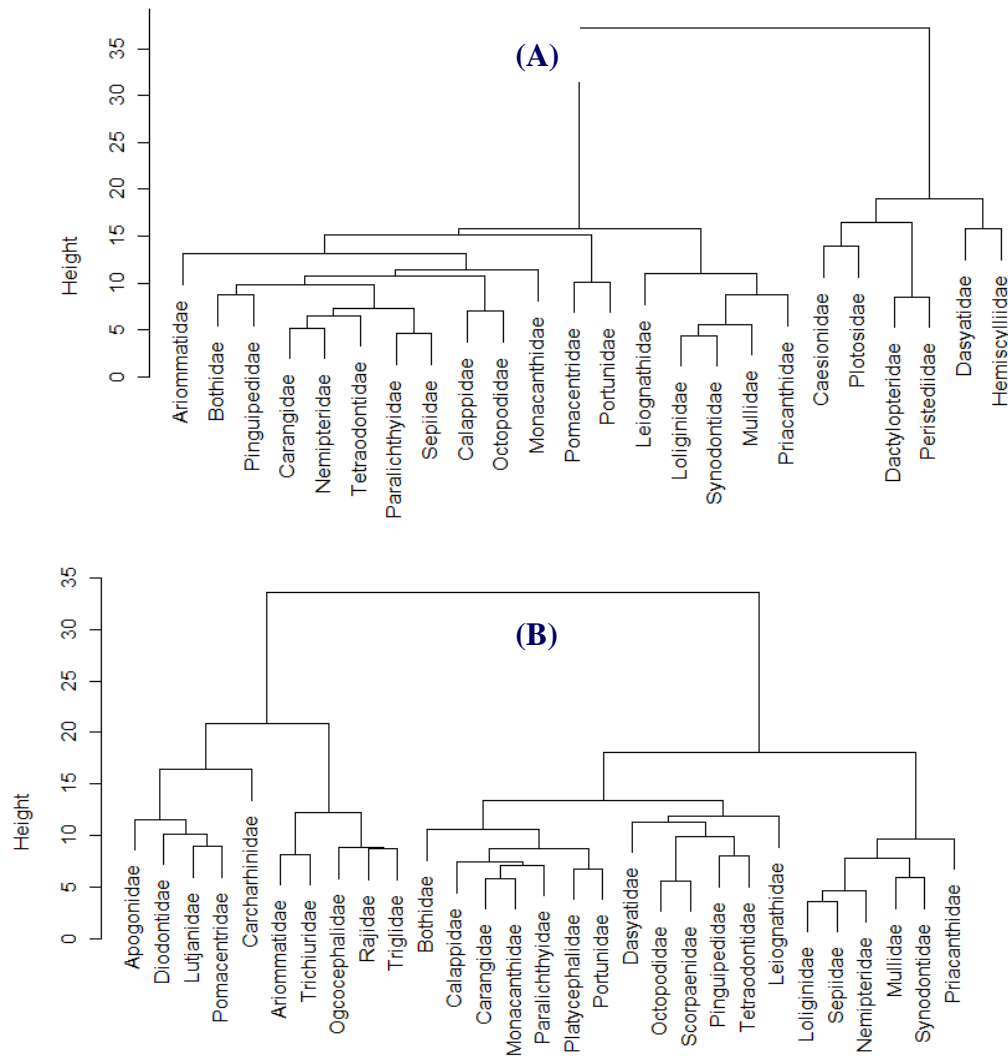 (A)
Height
35
30
25
20
15
10
5
0
Ariommatidae
Bothidae
Pinguipedidae
Carangidae
Nemipteridae
Tetraodontidae
Paralichthyidae
Sepiidae
Calappidae
Octopodidae
Monacanthidae
Pomacentridae
Portunidae
Leiognathidae
Loliginidae
Synodontidae
Mullidae
Priacanthidae
Caesionidae
Plotosidae
Dactylopteridae
Peristediidae
Dasyatidae
Hemiscylliidae
(B)
Height
35
30
25
20
15
10
5
0
Apogonidae
Diodontidae
Lutjanidae
Pomacentridae
Carcharhinidae
Ariommatidae
Trichiuridae
Ogcocephalidae
Rajidae
Triglidae
Bothidae
Calappidae
Carangidae
Monacanthidae
Paralichthyidae
Platycephalidae
Portunidae
Dasyatidae
Octopodidae
Scorpaenidae
Pinguipedidae
Tetraodontidae
Leiognathidae
Loliginidae
Sepiidae
Nemipteridae
Mullidae
Synodontidae
Priacanthidae